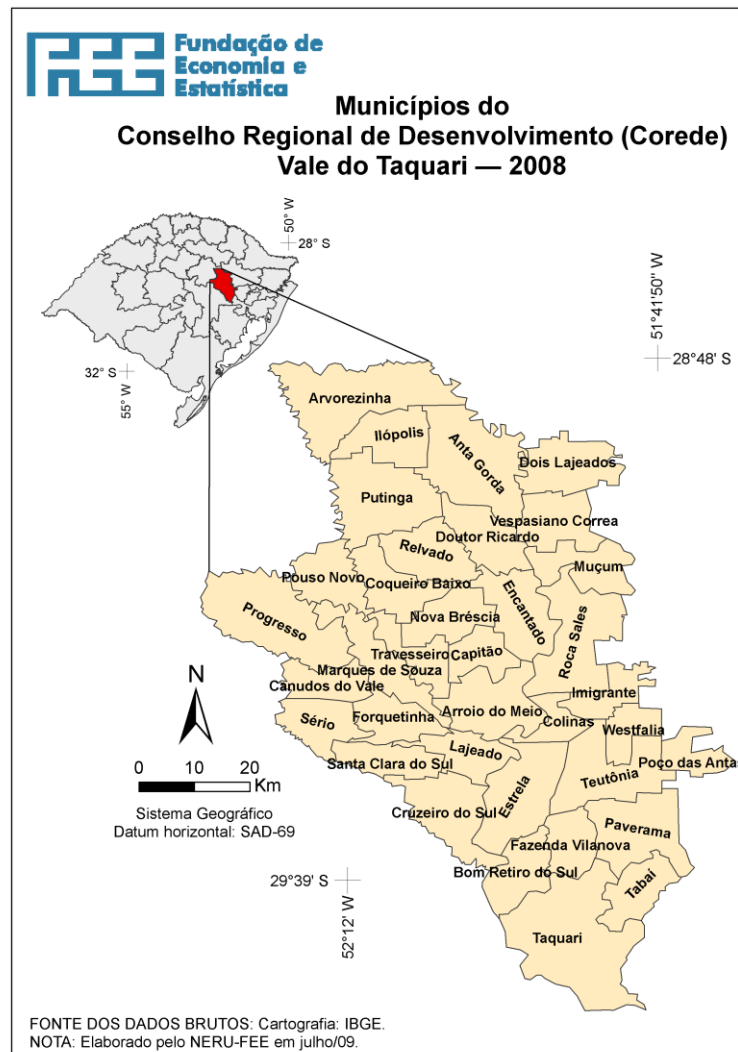 FEE
Fundação de
Economia e
Estatística
Municípios do
Conselho Regional de Desenvolvimento (Corede)
Vale do Taquari — 2008
50° W
28° S
32° S
55° W
51°41'50" W
28°48' S
Arvorezinha
Ilópolis
Anta Gorda
Dois Lajeados
Putinga
Vespasiano Correa
Doutor Ricardo
Relvado
Muçum
Pouso Novo
Coqueiro Baixo
Encantado
Nova Bréscia
Roca Sales
Progresso
Travesseiro
Capitão
Marques de Souza
Canudos do Vale
Imigrante
Sério
Forquetinha
Arroio do Meio
Colinas
Westfalia
Lajeado
Santa Clara do Sul
Poço das Antas
Teutônia
Estrela
Cruzeiro do Sul
Paverama
Fazenda Vilanova
Bom Retiro do Sul
Tabaí
Taquari
N
0 10 20
Km
Sistema Geográfico
Datum horizontal: SAD-69
29°39' S
52°12' W
FONTE DOS DADOS BRUTOS: Cartografia: IBGE.
NOTA: Elaborado pelo NERU-FEE em julho/09.